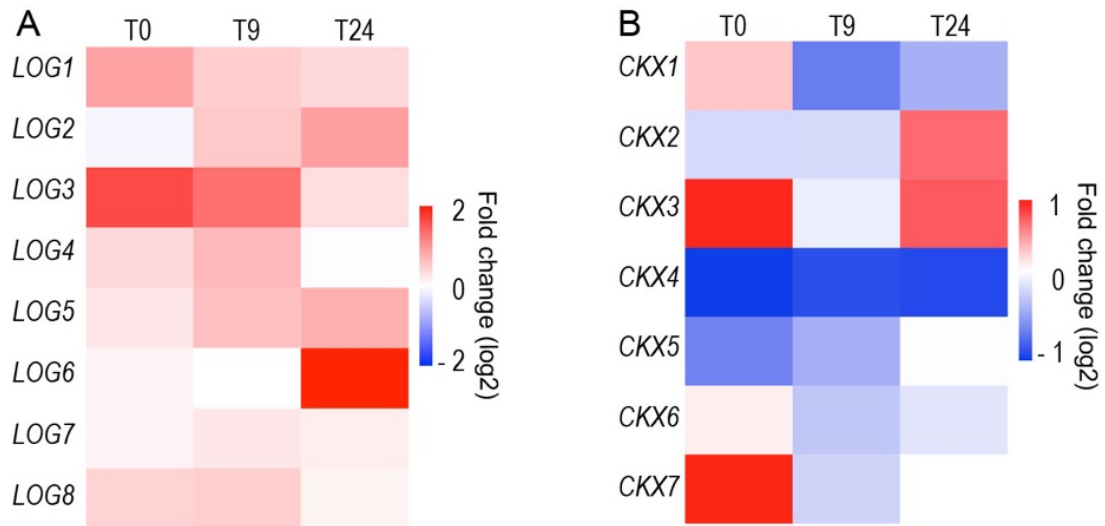 A
T0 T9 T24
LOG1
LOG2
LOG3
LOG4
LOG5
LOG6
LOG7
LOG8
2
0
- 2
Fold change (log2)
B
T0 T9 T24
CKX1
CKX2
CKX3
CKX4
CKX5
CKX6
CKX7
1
0
- 1
Fold change (log2)